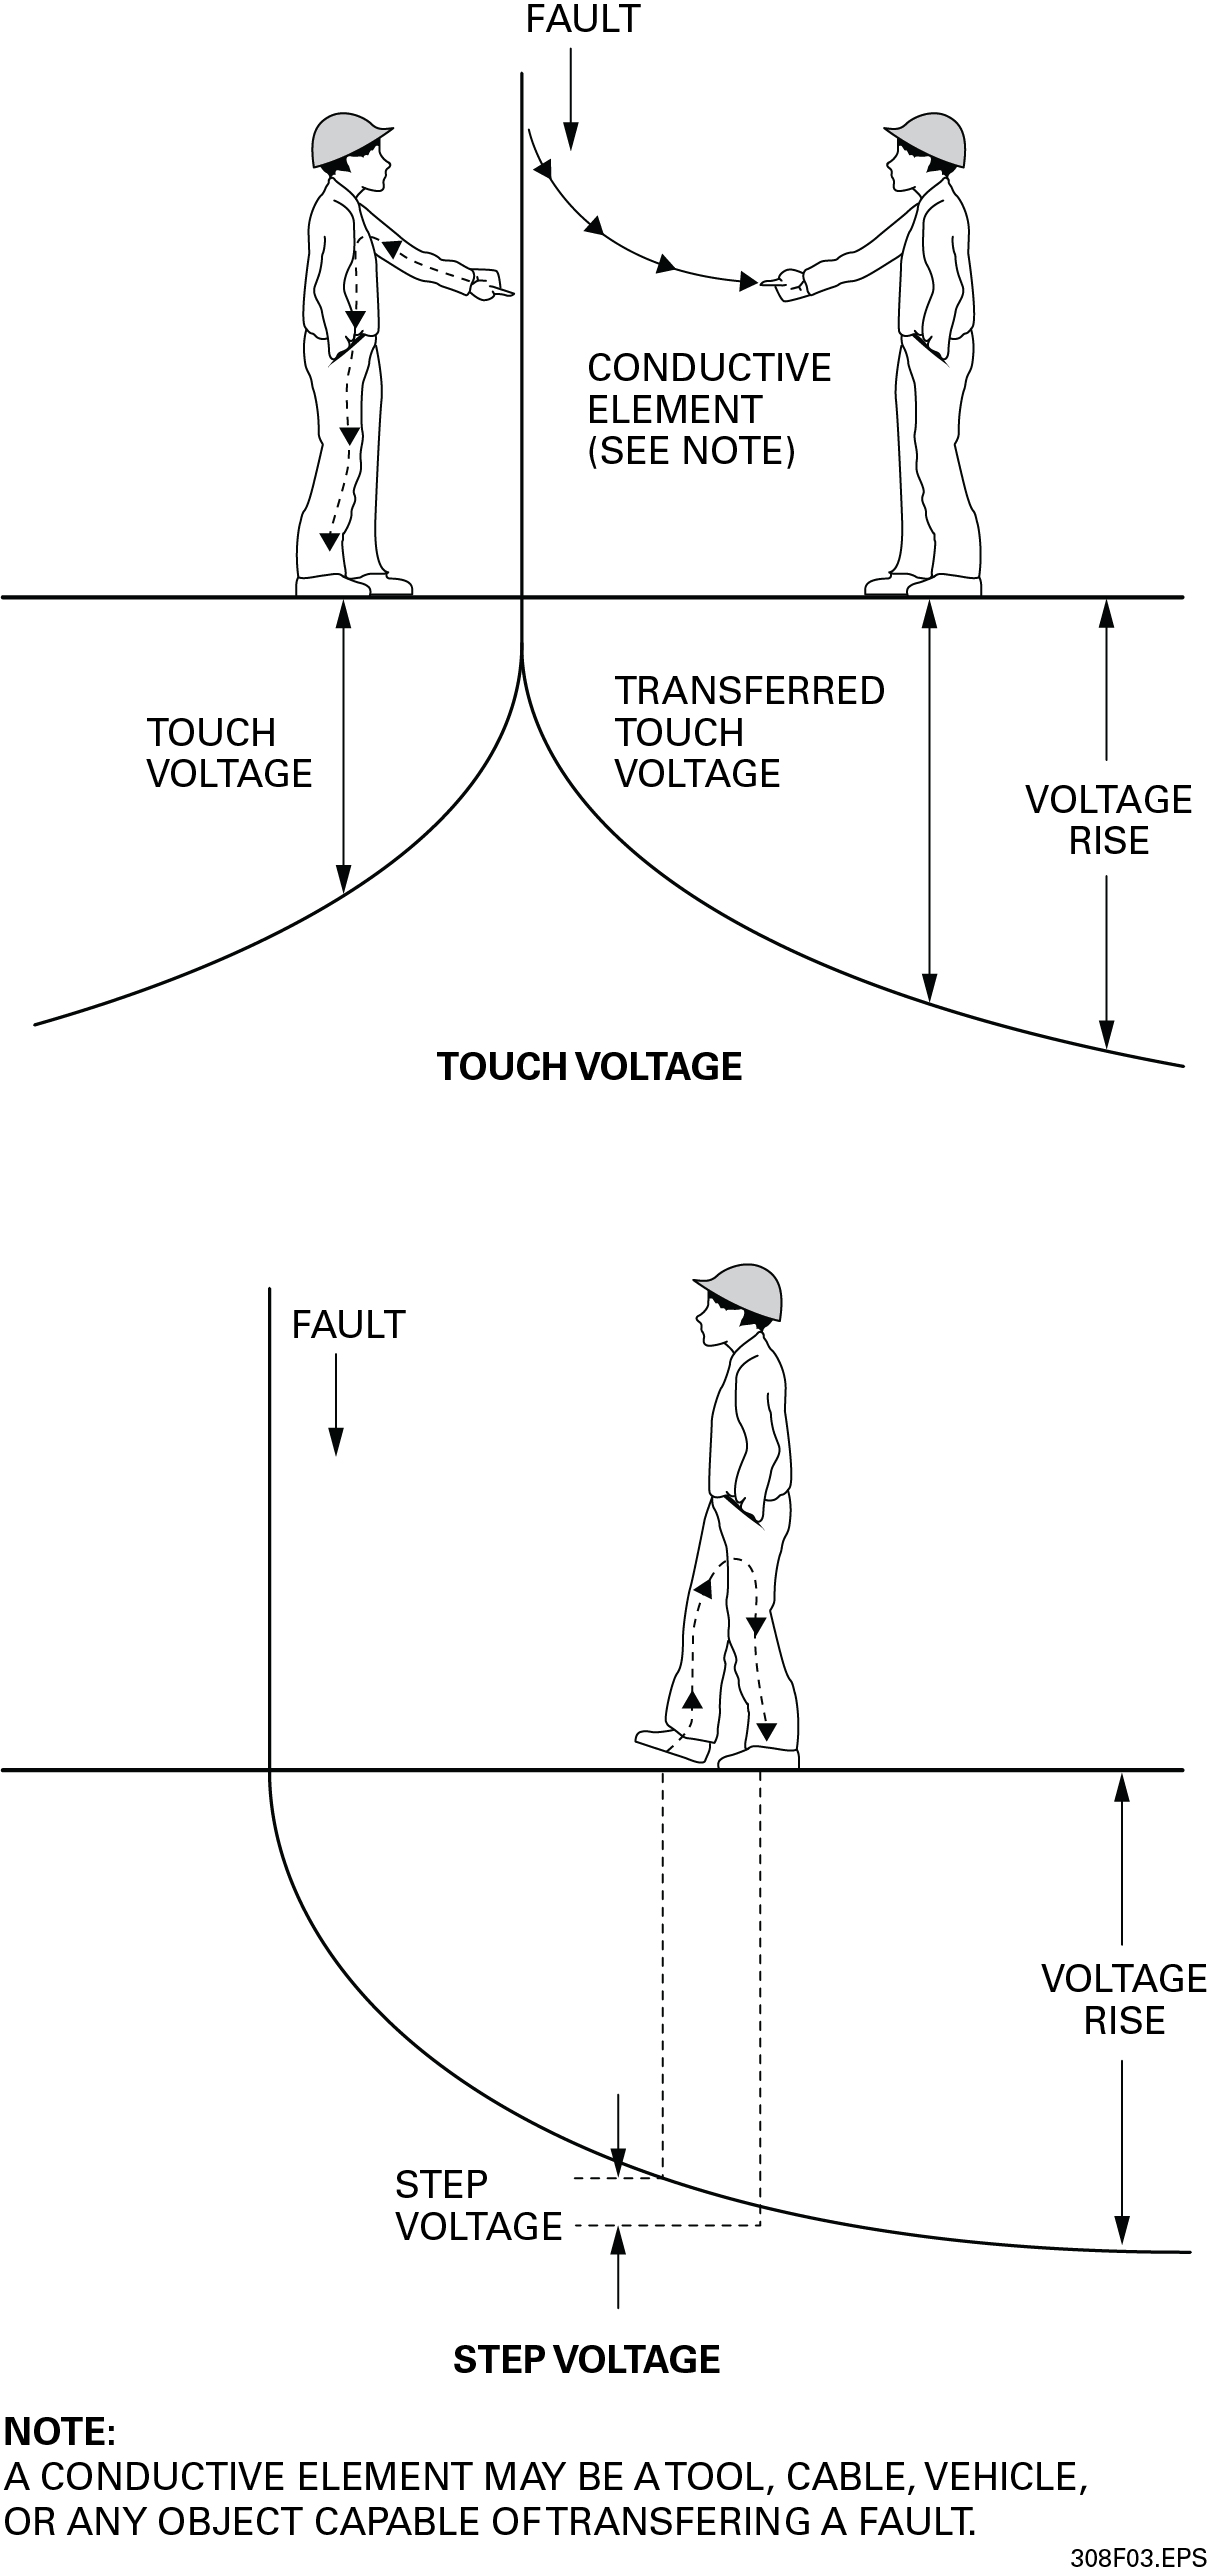 FAULT
CONDUCTIVE
ELEMENT
(SEE NOTE)
TOUCH
VOLTAGE
TRANSFERRED
TOUCH
VOLTAGE
VOLTAGE
RISE
TOUCH VOLTAGE
FAULT
VOLTAGE
RISE
STEP
VOLTAGE
STEP VOLTAGE
NOTE:
A CONDUCTIVE ELEMENT MAY BE A TOOL, CABLE, VEHICLE,
OR ANY OBJECT CAPABLE OF TRANSFERING A FAULT.
308F03.EPS